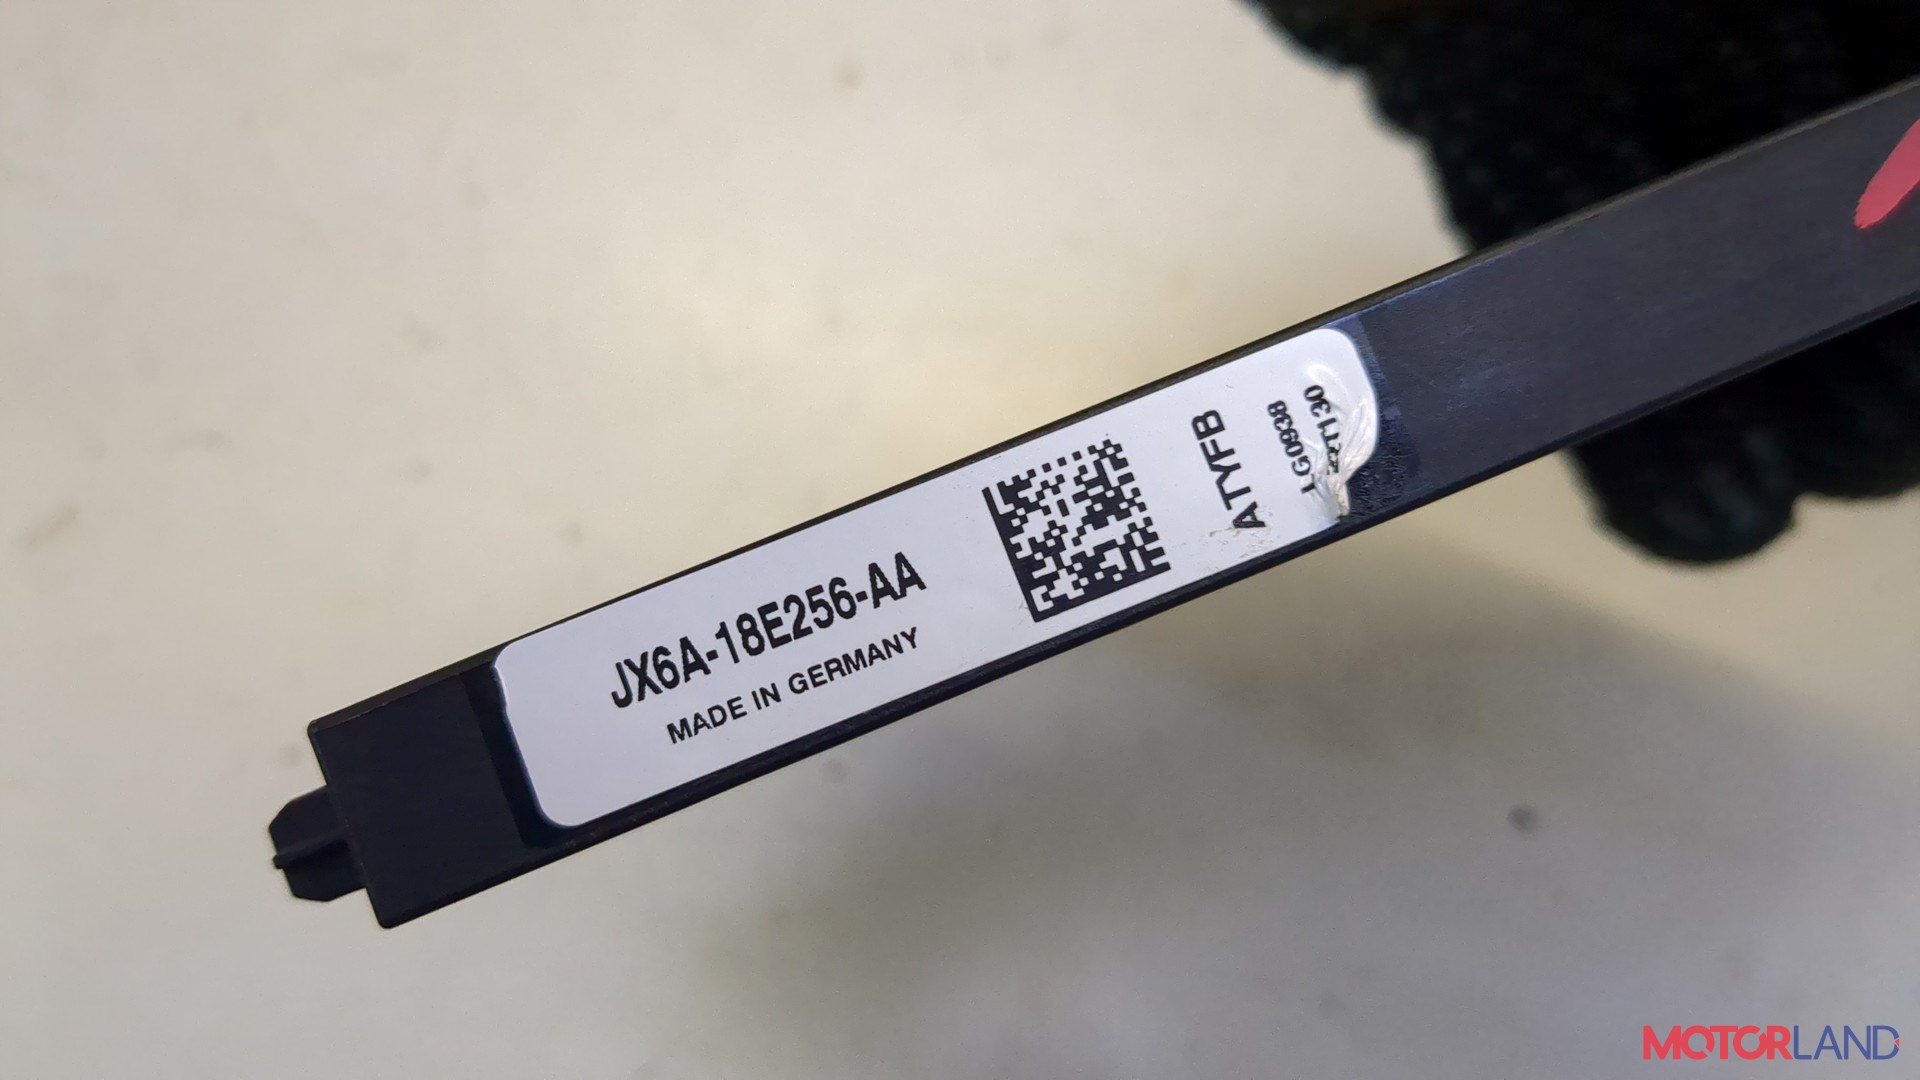 JX6A-18E256-AA
MADE IN GERMANY
ATYFB
LG0938
MOTORLAND